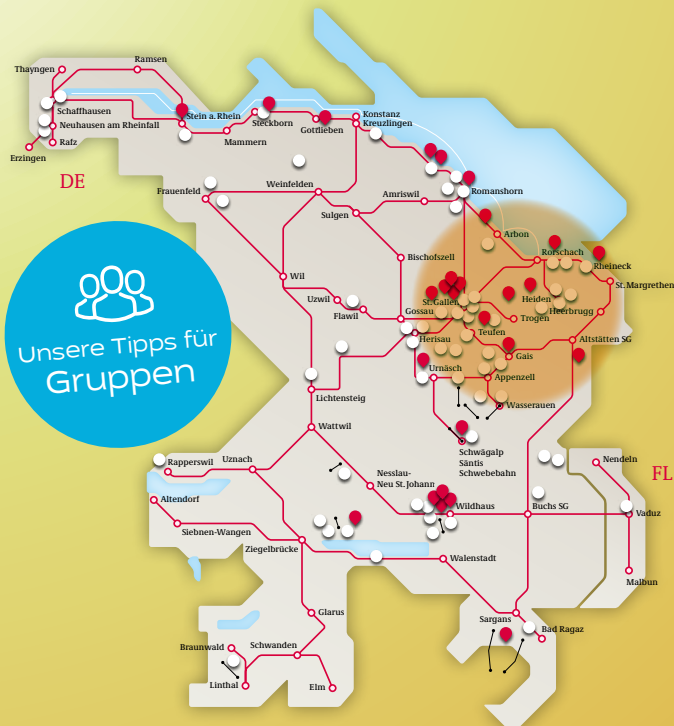 Ramsen
Thayngen
Schaffhausen
Stein a. Rhein
Steckborn
Konstanz
Kreuzlingen
Neuhausen am Rheinfall
Gottlieben
Mammern
Rafz
Erzingen
DE
Weinfelden
Frauenfeld
Amriswil
Romanshorn
Sulgen
Arbon
Bischofszell
Rorschach
Rheineck
Wil
St. Margrethen
Uzwil
St. Gallen
Heiden
Flawil
Gossau
Heerbrugg
Trogen
Teufen
Herisau
Altstätten SG
Unsere Tipps für
Gruppen
Gais
Urnäsch
Appenzell
Lichtensteig
Wasserauen
Wattwil
Schwägalp
Säntis
Schwebebahn
Rapperswil
Uznach
Nendeln
Nesslau-
Neu St. Johann
FL
Altendorf
Wildhaus
Buchs SG
Vaduz
Siebnen-Wangen
Ziegelbrücke
Walenstadt
Malbun
Glarus
Sargans
Bad Ragaz
Braunwald
Schwanden
Linthal
Elm